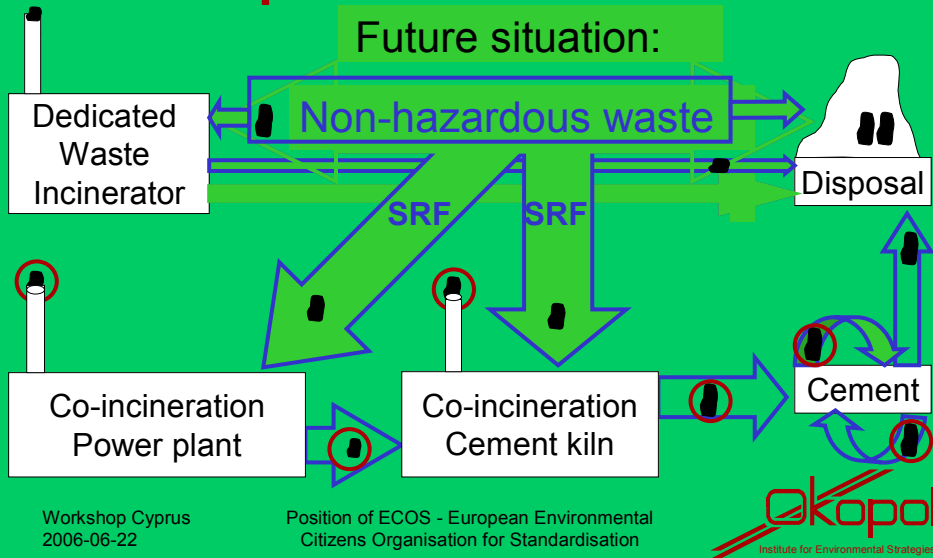 Future situation:
Non-hazardous waste
Dedicated
Waste
Incinerator
Disposal
SRF
SRF
Co-incineration
Power plant
Co-incineration
Cement kiln
Cement
Workshop Cyprus
2006-06-22
Position of ECOS - European Environmental
Citizens Organisation for Standardisation
okopol
Institute for Environmental Strategies